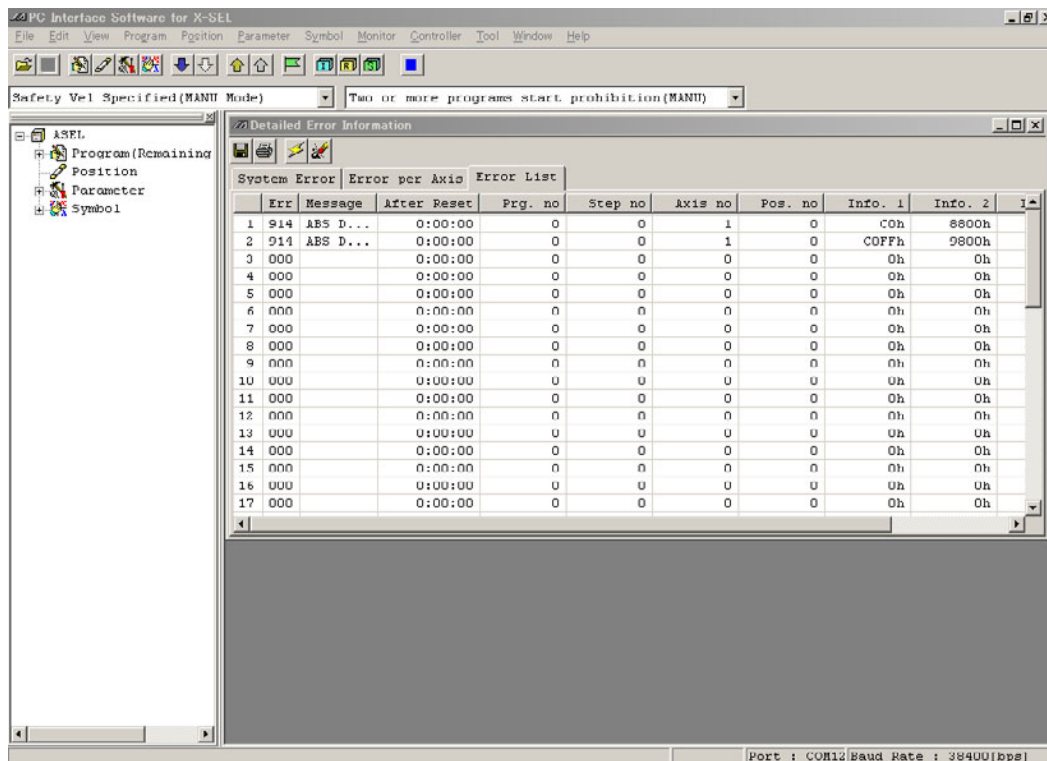 PC Interface Software for X-SEL
File Edit View Program Position Parameter Symbol Monitor Controller Tool Window Help
Safety Vel Specified(MANU Mode) Two or more programs start prohibition(MANU)
ASEL
Program(Remaining
Position
Parameter
Symbol
Detailed Error Information
System Error Error per Axis Error List
Err Message After Reset Prg. no Step no Axis no Pos. no Info. 1 Info. 2
1 914 ABS D... 0:00:00 0 0 1 0 C0h 8800h
2 914 ABS D... 0:00:00 0 0 1 0 C0FFh 9800h
3 000 0:00:00 0 0 0 0 0h 0h
4 000 0:00:00 0 0 0 0 0h 0h
5 000 0:00:00 0 0 0 0 0h 0h
6 000 0:00:00 0 0 0 0 0h 0h
7 000 0:00:00 0 0 0 0 0h 0h
8 000 0:00:00 0 0 0 0 0h 0h
9 000 0:00:00 0 0 0 0 0h 0h
10 000 0:00:00 0 0 0 0 0h 0h
11 000 0:00:00 0 0 0 0 0h 0h
12 000 0:00:00 0 0 0 0 0h 0h
13 000 0:00:00 0 0 0 0 0h 0h
14 000 0:00:00 0 0 0 0 0h 0h
15 000 0:00:00 0 0 0 0 0h 0h
16 000 0:00:00 0 0 0 0 0h 0h
17 000 0:00:00 0 0 0 0 0h 0h
Port : COM12 Baud Rate : 38400[bps]